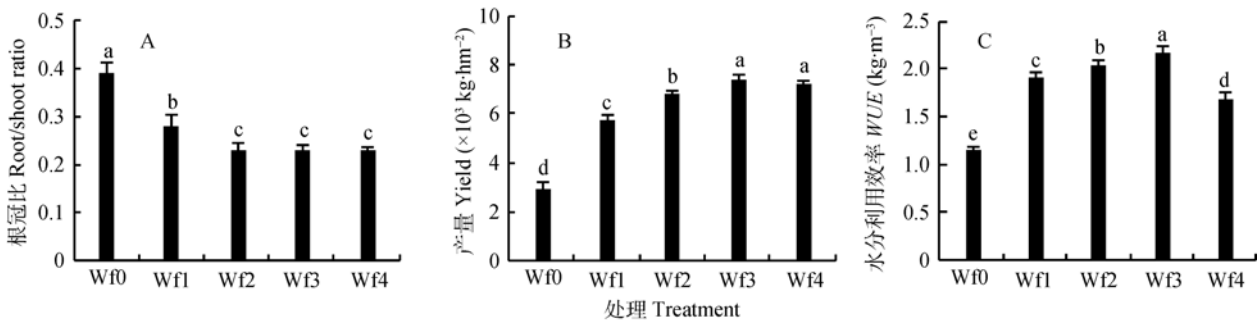 根冠比 Root/shoot ratio
0.5
0.4
0.3
0.2
0.1
0
A
a
b
c
c
c
Wf0 Wf1 Wf2 Wf3 Wf4
产量 Yield (×10³ kg·hm⁻²)
10
8
6
4
2
0
B
d
c
b
a
a
Wf0 Wf1 Wf2 Wf3 Wf4
处理 Treatment
水分利用效率 WUE (kg·m⁻³)
2.5
2.0
1.5
1.0
0.5
0
C
e
c
b
a
d
Wf0 Wf1 Wf2 Wf3 Wf4